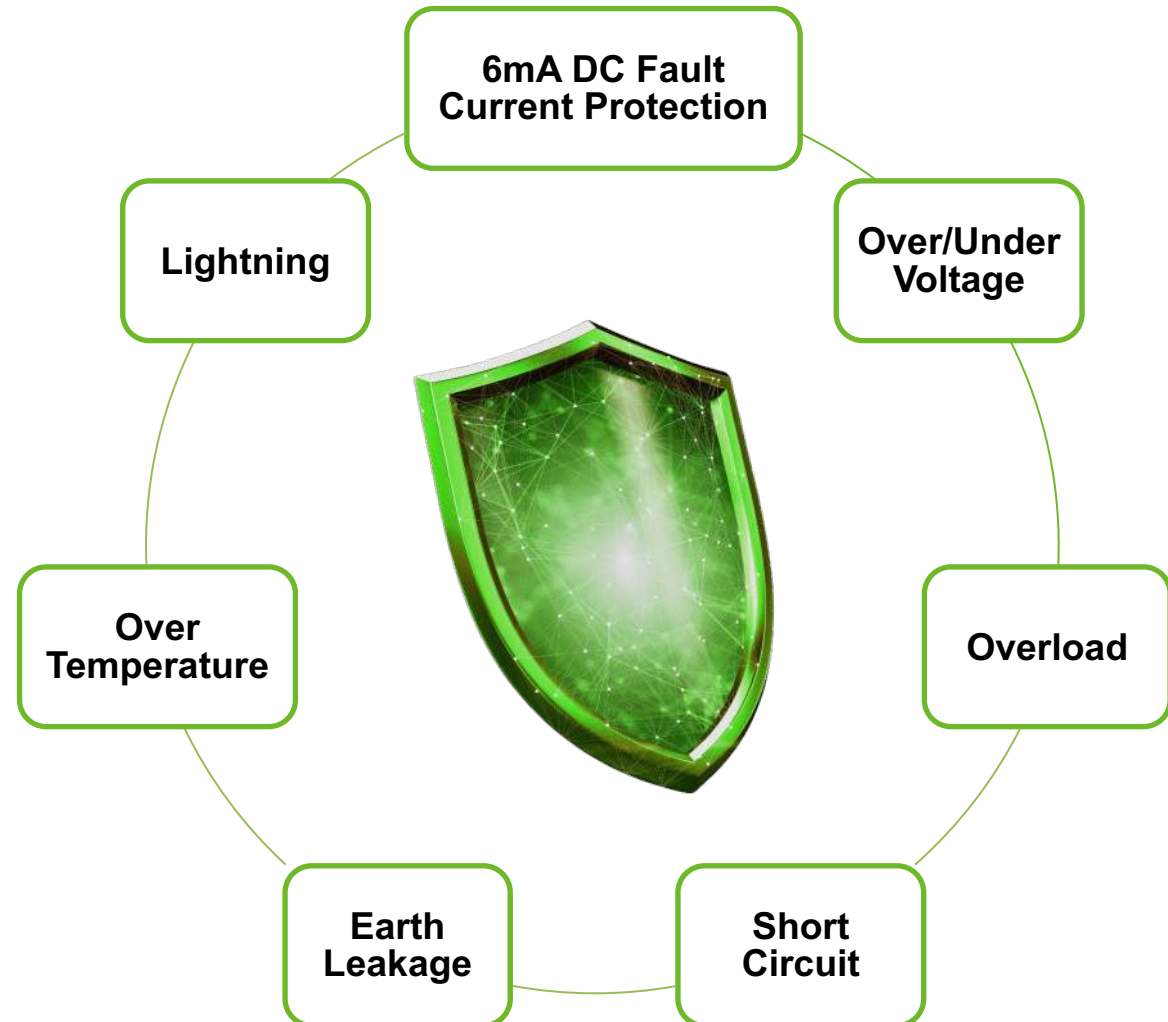 6mA DC Fault
Current Protection
Lightning
Over/Under
Voltage
Over
Temperature
Overload
Earth
Leakage
Short
Circuit